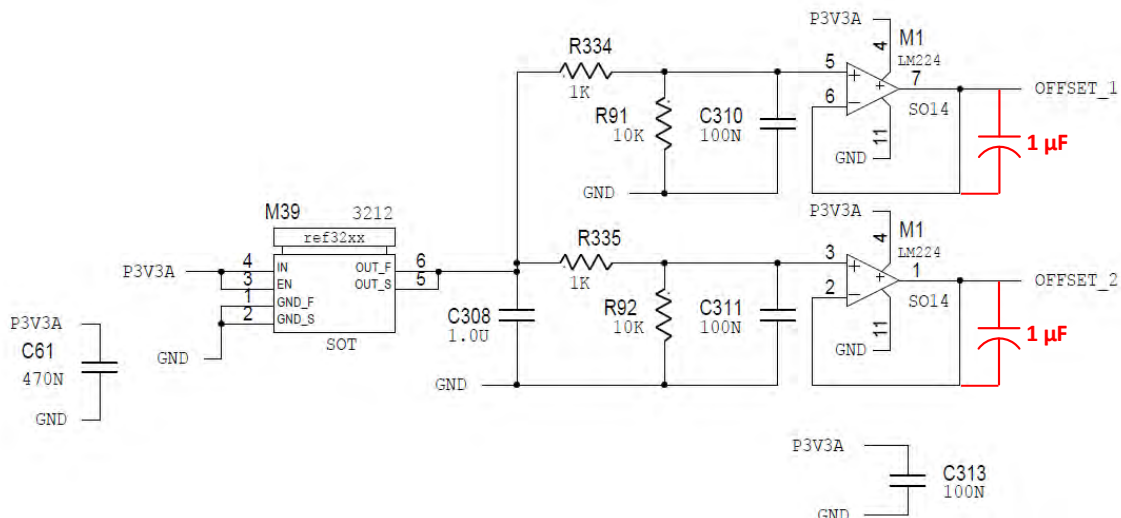 P3V3A
4
M1
LM224
R334
1K
5
6
7
OFFSET_1
SO14
R91
10K
C310
100N
11
GND
1 µF
GND
M39
3212
ref32xx
P3V3A
4
M1
LM224
R335
1K
3
2
1
OFFSET_2
SO14
P3V3A
4
3
1
2
IN
EN
GND_F
GND_S
OUT_F
OUT_S
6
5
SOT
GND
C308
1.0U
R92
10K
C311
100N
11
GND
1 µF
GND
P3V3A
C61
470N
GND
P3V3A
C313
100N
GND